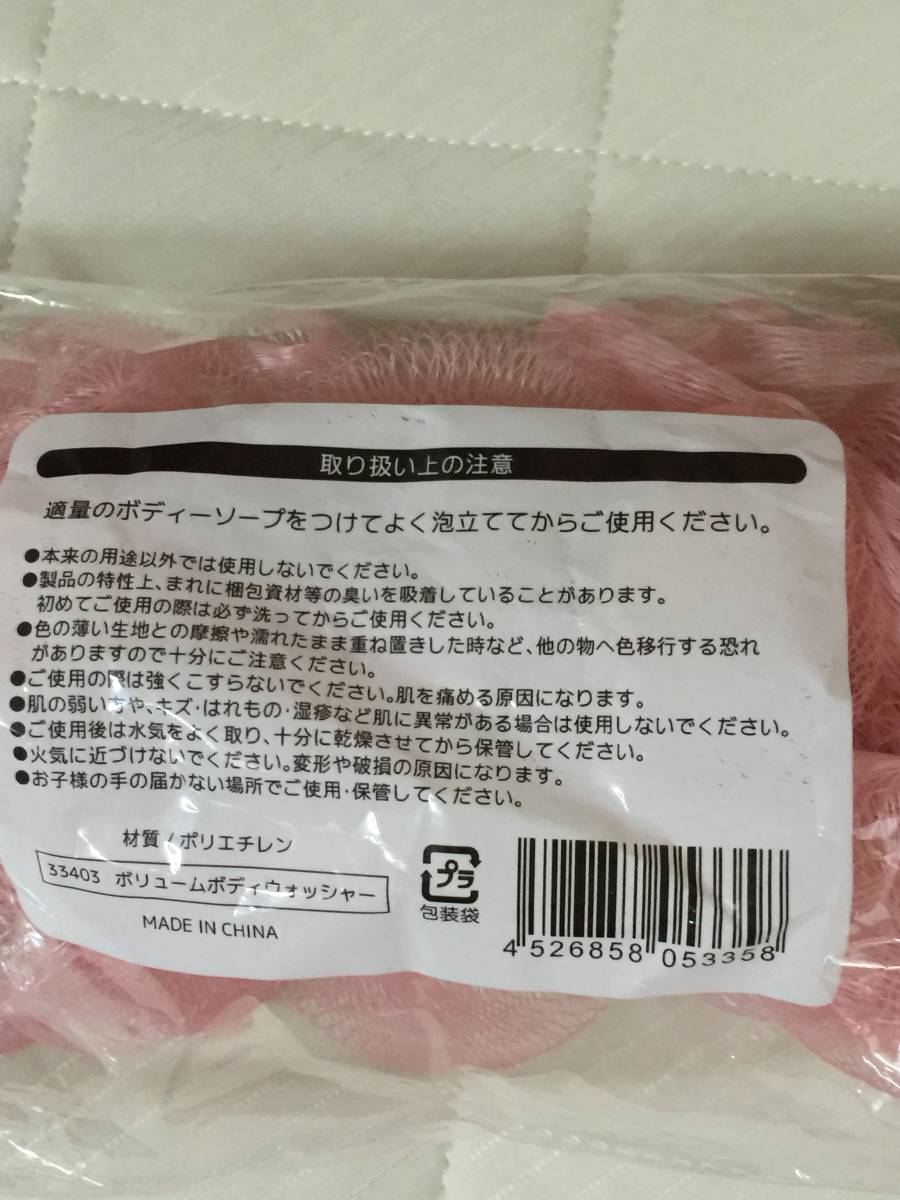 取り扱い上の注意
適量のボディーソープをつけてよく泡立ててからご使用ください。
●本来の用途以外では使用しないでください。
●製品の特性上、まれに梱包資材等の臭いを吸着していることがあります。
初めてご使用の際は必ず洗ってからご使用ください。
●色の薄い生地との摩擦や濡れたまま重ね置きした時など、他の物へ色移行する恐れ
がありますので十分にご注意ください。
●ご使用の際は強くこすらないでください。肌を痛める原因になります。
●肌の弱い方や、キズ・はれもの・湿疹など肌に異常がある場合は使用しないでください。
●ご使用後は水気をよく取り、十分に乾燥させてから保管してください。
●火気に近づけないでください。変形や破損の原因になります。
●お子様の手の届かない場所でご使用・保管してください。
材質 / ポリエチレン
33403 ボリュームボディウォッシャー
MADE IN CHINA
プラ
包装袋
4 526858 053358